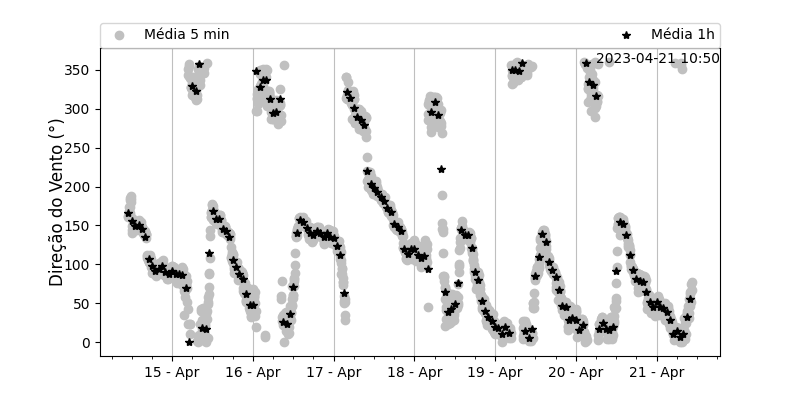 Média 5 min
Média 1h
2023-04-21 10:50
Direção do Vento (°)
350
300
250
200
150
100
50
0
15 - Apr
16 - Apr
17 - Apr
18 - Apr
19 - Apr
20 - Apr
21 - Apr